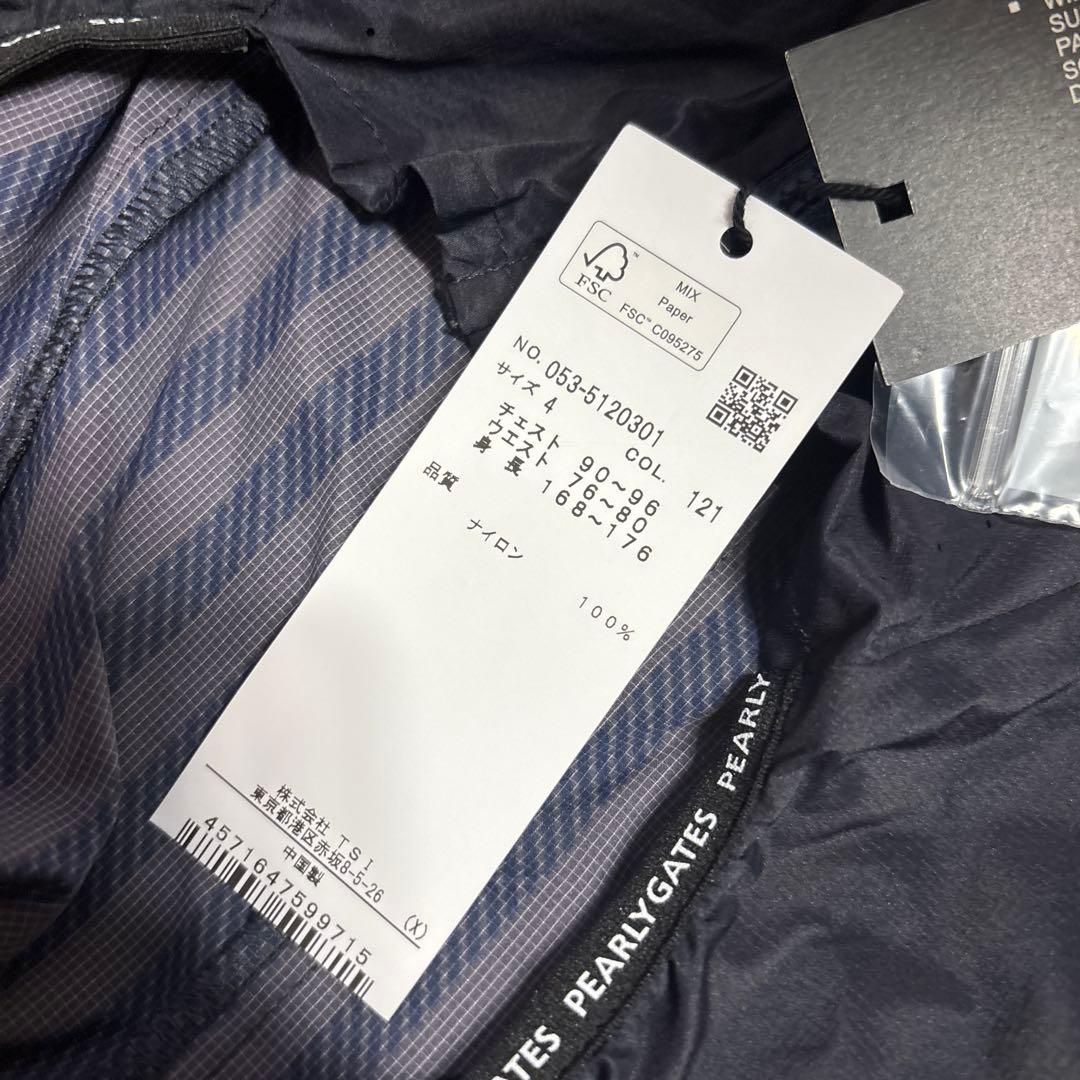 FSC™
MIX
Paper
FSC™ C095275
NO. 053-5120301
サイズ 4 COL. 121
チェスト 90~96
ウエスト 76~80
身 長 168~176
品質
ナイロン 100%
株式会社 TSI
東京都港区赤坂8-5-26
中国製 (X)
4571647599715
PEARLY
PEARLYGATES